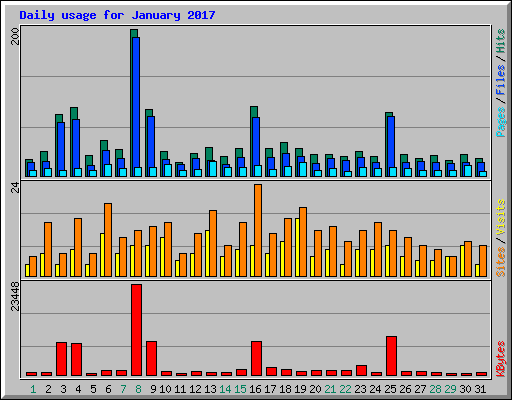 Daily usage for January 2017
200
Pages / Files / Hits
24
Sites / Visits
23448
KBytes
1 2 3 4 5 6 7 8 9 10 11 12 13 14 15 16 17 18 19 20 21 22 23 24 25 26 27 28 29 30 31